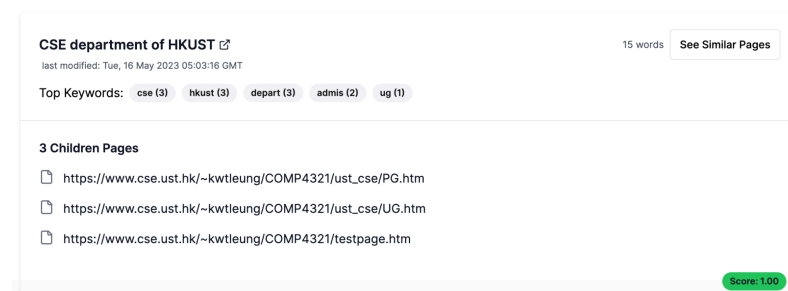 CSE department of HKUST
15 words
See Similar Pages
last modified: Tue, 16 May 2023 05:03:16 GMT
Top Keywords: cse (3) hkust (3) depart (3) admis (2) ug (1)
3 Children Pages
https://www.cse.ust.hk/~kwtleung/COMP4321/ust_cse/PG.htm
https://www.cse.ust.hk/~kwtleung/COMP4321/ust_cse/UG.htm
https://www.cse.ust.hk/~kwtleung/COMP4321/testpage.htm
Score: 1.00